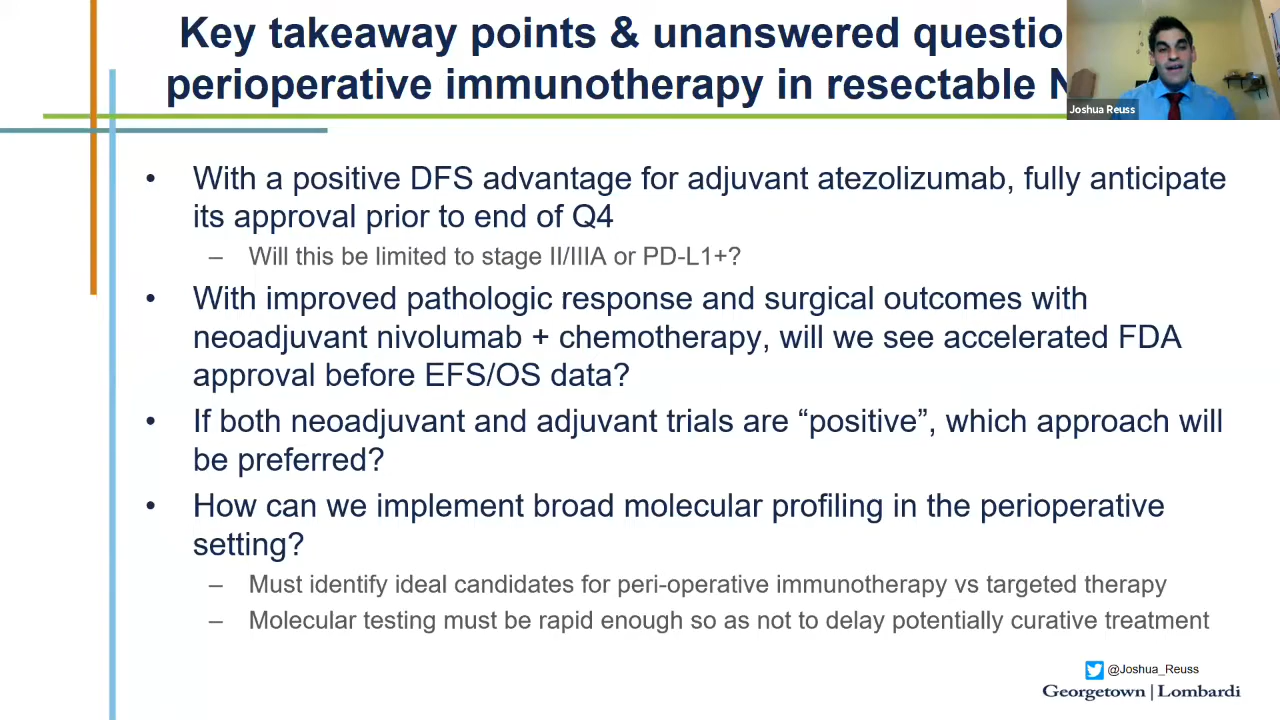 Key takeaway points & unanswered questio
perioperative immunotherapy in resectable N
Joshua Reuss
• With a positive DFS advantage for adjuvant atezolizumab, fully anticipate
its approval prior to end of Q4
– Will this be limited to stage II/IIIA or PD-L1+?
• With improved pathologic response and surgical outcomes with
neoadjuvant nivolumab + chemotherapy, will we see accelerated FDA
approval before EFS/OS data?
• If both neoadjuvant and adjuvant trials are “positive”, which approach will
be preferred?
• How can we implement broad molecular profiling in the perioperative
setting?
– Must identify ideal candidates for peri-operative immunotherapy vs targeted therapy
– Molecular testing must be rapid enough so as not to delay potentially curative treatment
@Joshua_Reuss
Georgetown | Lombardi